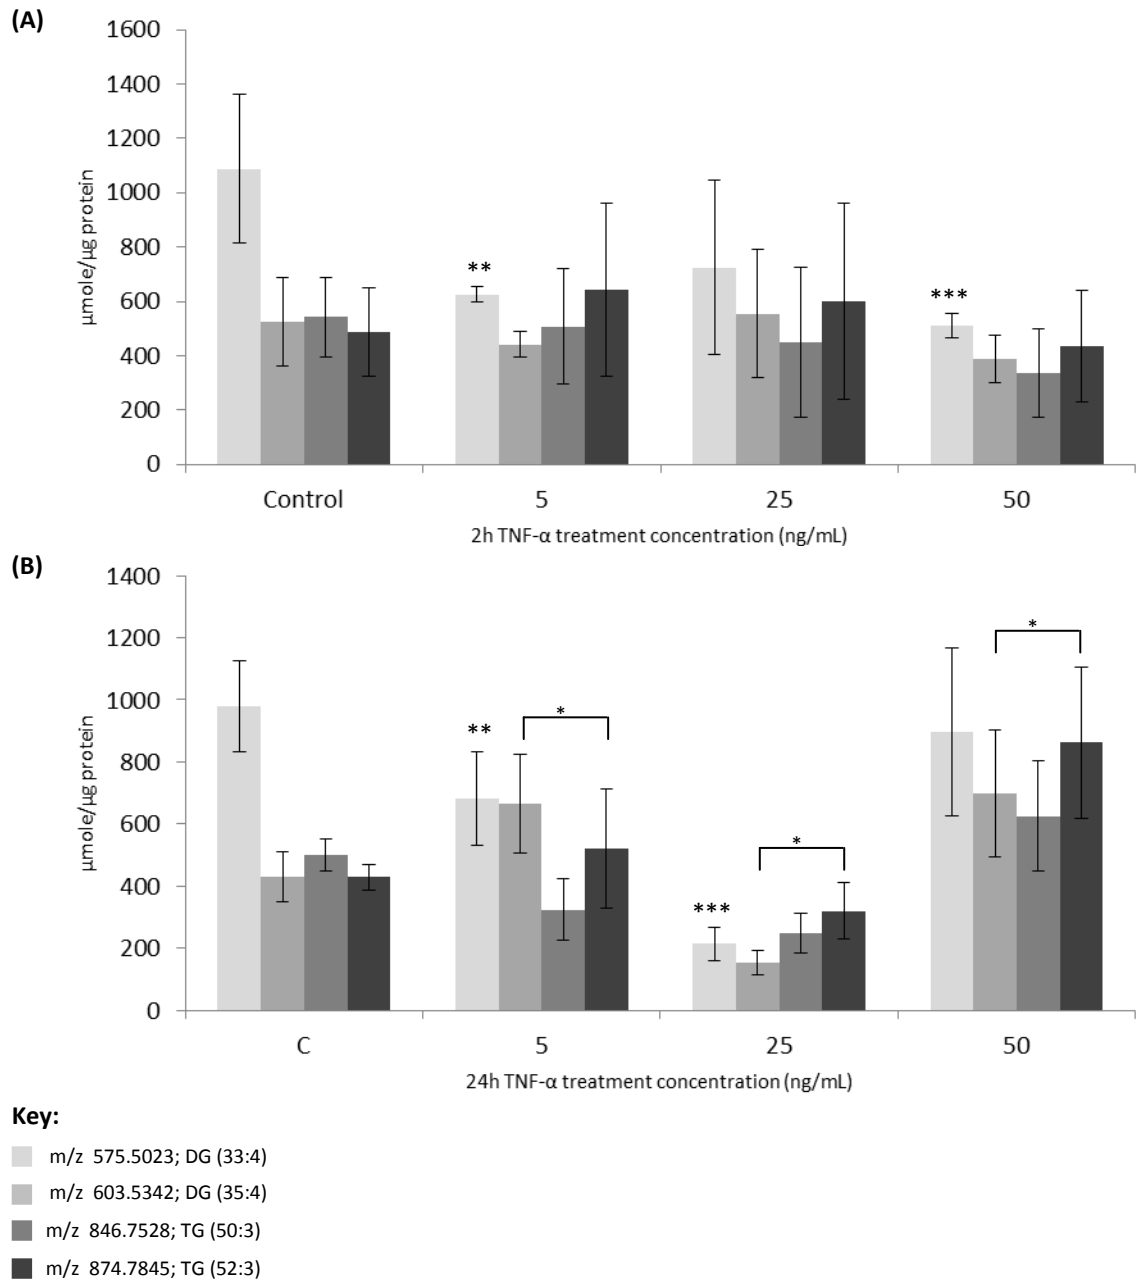 (A)
1600
1400
1200
1000
800
600
400
200
0
µmole/µg protein
**
***
Control 5 25 50
2h TNF-α treatment concentration (ng/mL)
(B)
1400
1200
1000
800
600
400
200
0
µmole/µg protein
**
*
***
*
*
C 5 25 50
24h TNF-α treatment concentration (ng/mL)
Key:
m/z 575.5023; DG (33:4)
m/z 603.5342; DG (35:4)
m/z 846.7528; TG (50:3)
m/z 874.7845; TG (52:3)